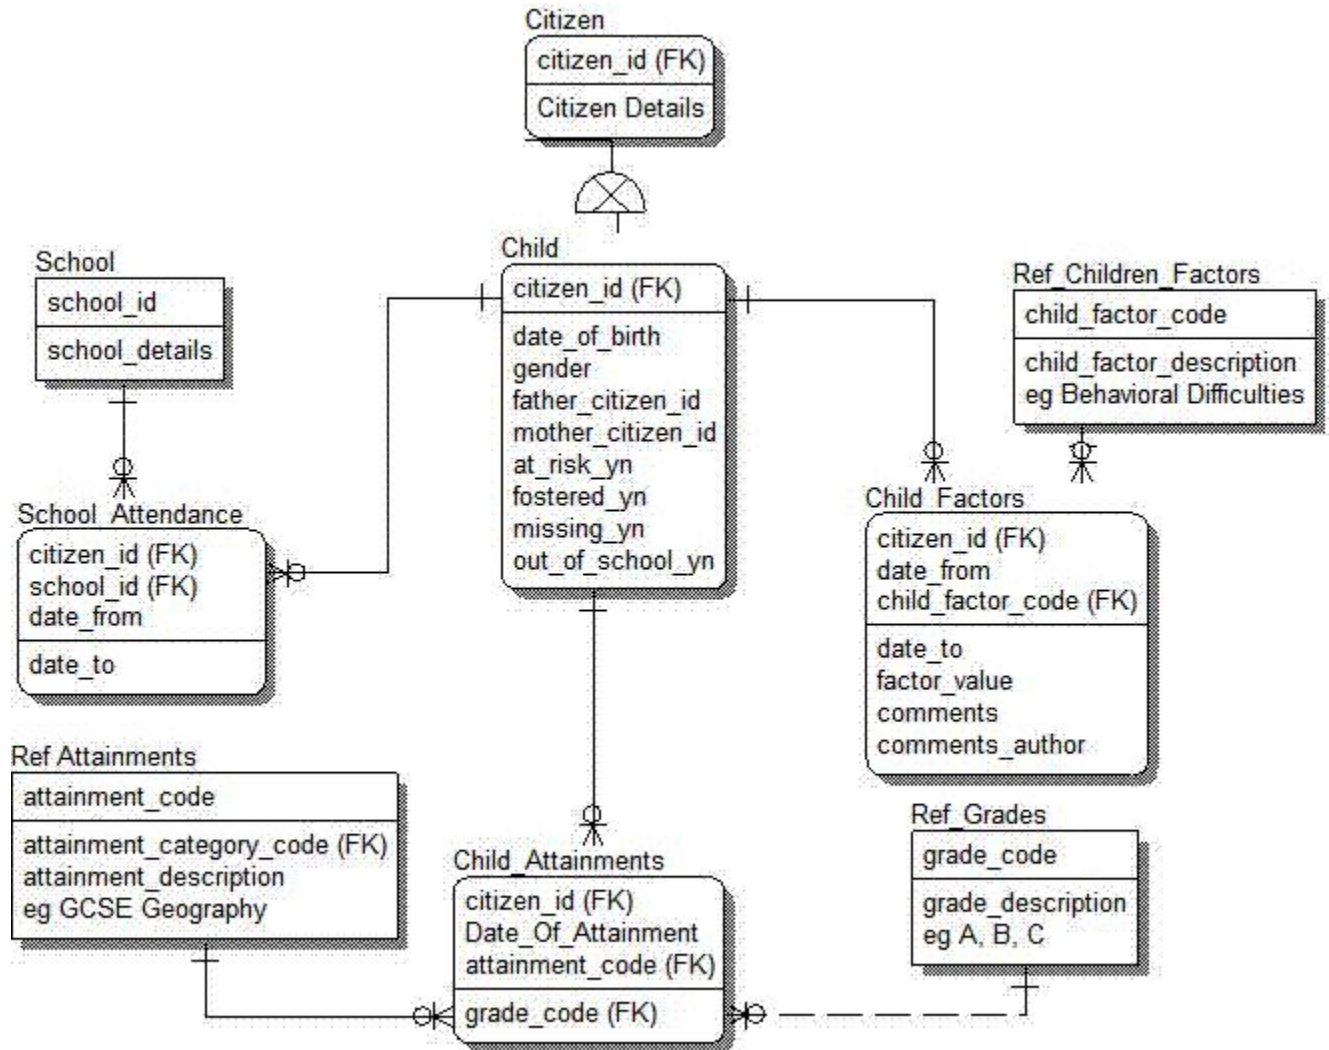 Citizen
citizen_id (FK)
Citizen Details
School
school_id
school_details
Child
citizen_id (FK)
date_of_birth
gender
father_citizen_id
mother_citizen_id
at_risk_yn
fostered_yn
missing_yn
out_of_school_yn
Ref_Children_Factors
child_factor_code
child_factor_description
eg Behavioral Difficulties
School_Attendance
citizen_id (FK)
school_id (FK)
date_from
date_to
Child_Factors
citizen_id (FK)
date_from
child_factor_code (FK)
date_to
factor_value
comments
comments_author
Ref Attainments
attainment_code
attainment_category_code (FK)
attainment_description
eg GCSE Geography
Child_Attainments
citizen_id (FK)
Date_Of_Attainment
attainment_code (FK)
grade_code (FK)
Ref_Grades
grade_code
grade_description
eg A, B, C